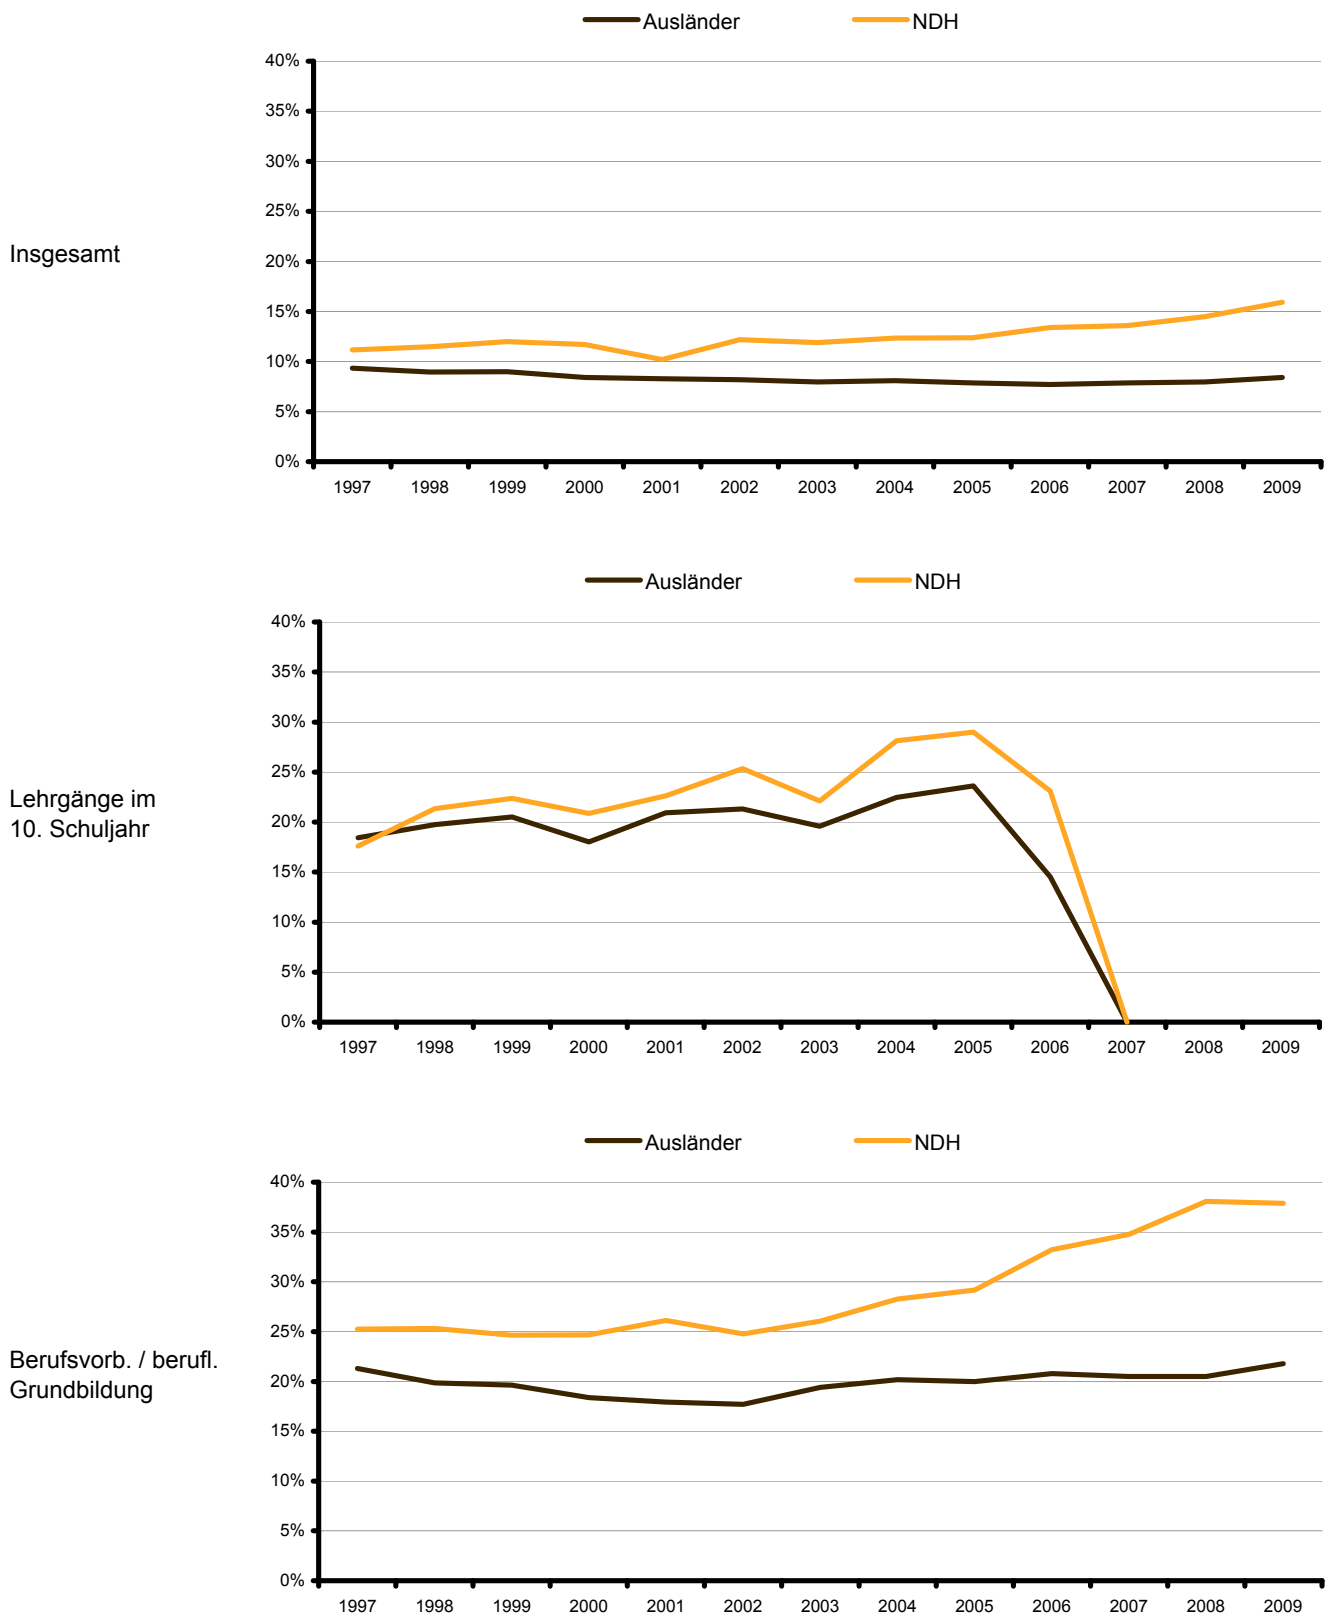 Ausländer NDH
40%
35%
30%
25%
Insgesamt
20%
15%
10%
5%
0%
1997 1998 1999 2000 2001 2002 2003 2004 2005 2006 2007 2008 2009
Ausländer NDH
40%
35%
30%
25%
Lehrgänge im
20%
10. Schuljahr
15%
10%
5%
0%
1997 1998 1999 2000 2001 2002 2003 2004 2005 2006 2007 2008 2009
Ausländer NDH
40%
35%
30%
25%
Berufsvorb. / berufl.
20%
Grundbildung
15%
10%
5%
0%
1997 1998 1999 2000 2001 2002 2003 2004 2005 2006 2007 2008 2009